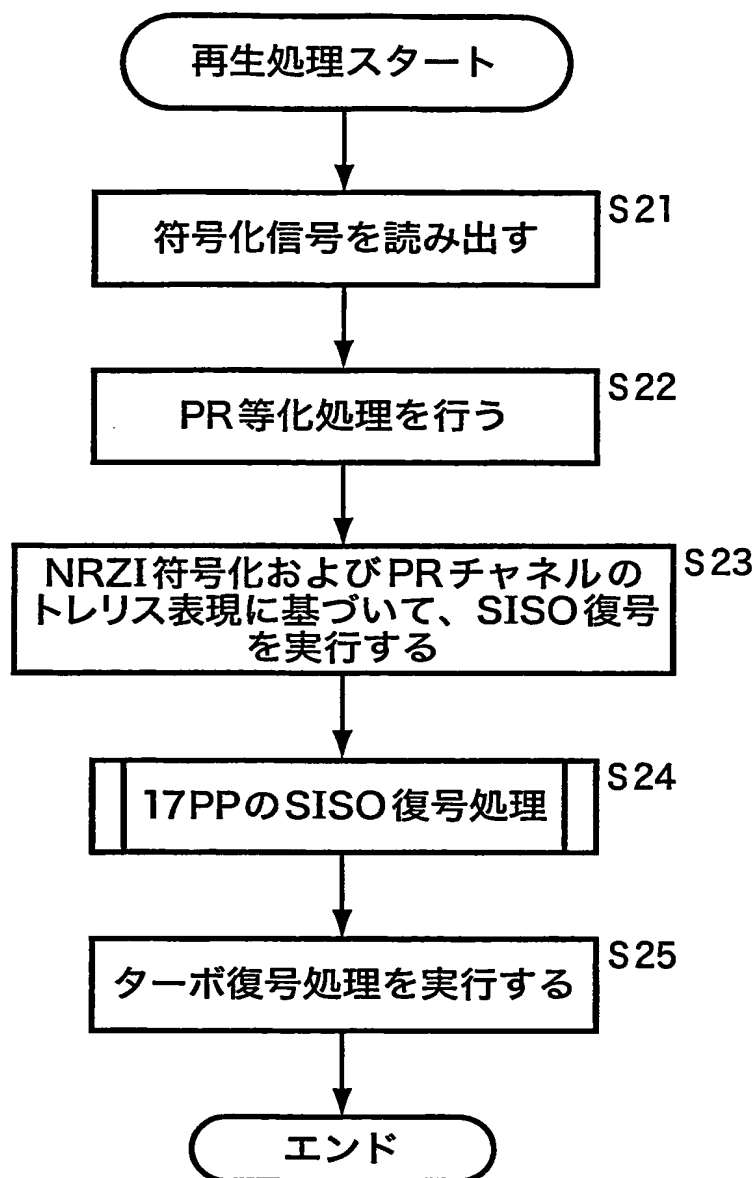 再生処理スタート
S21
符号化信号を読み出す
S22
PR等化処理を行う
S23
NRZI符号化およびPRチャネルの
トレリス表現に基づいて、SISO復号
を実行する
S24
17PPのSISO復号処理
S25
ターボ復号処理を実行する
エンド